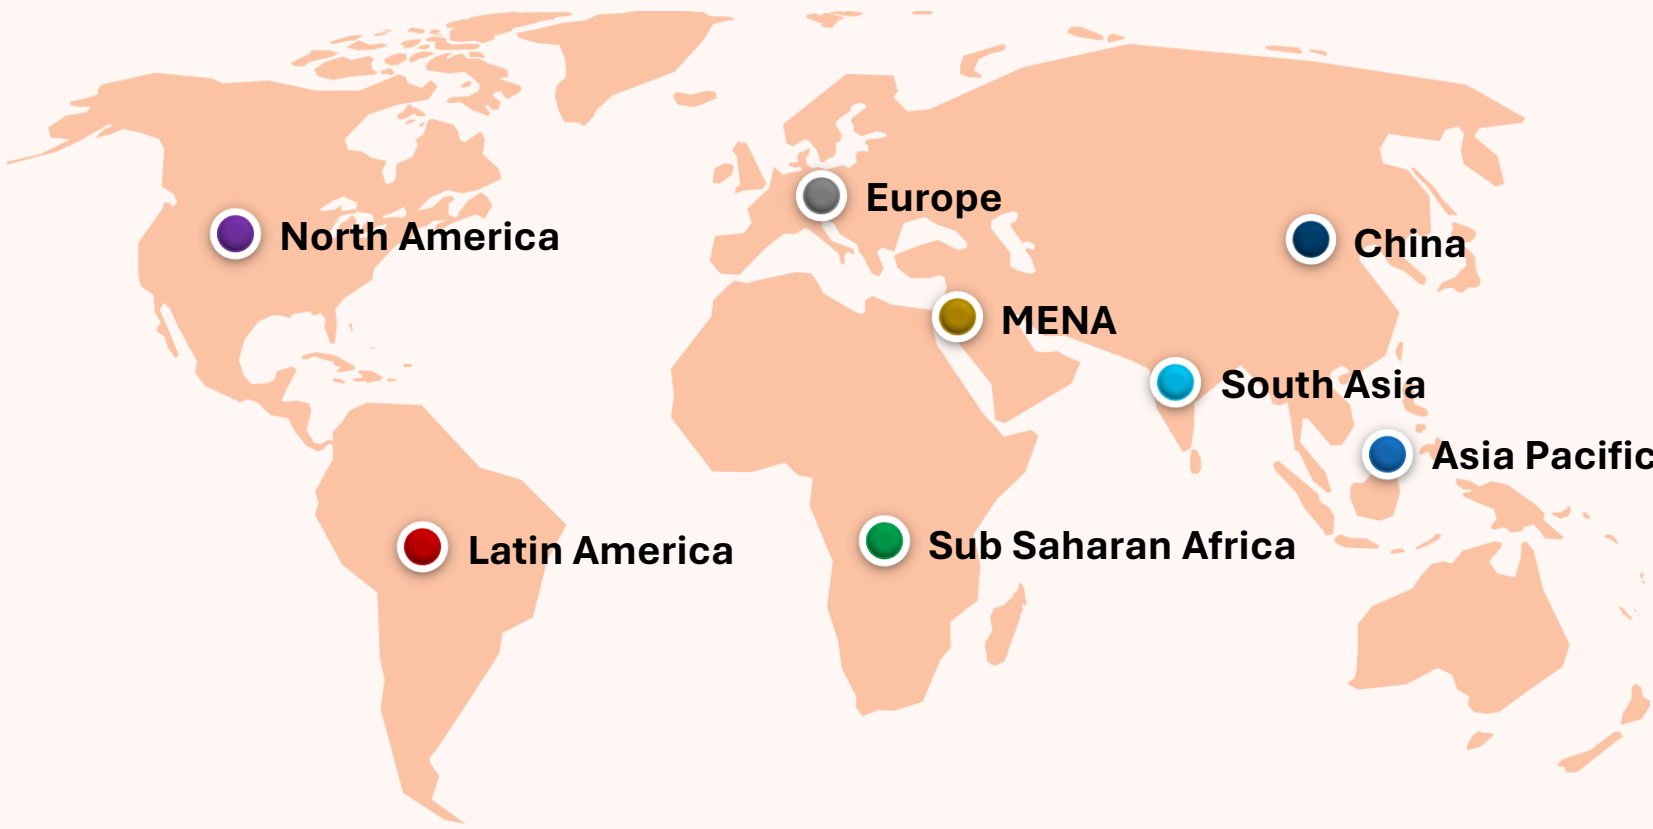 Europe
North America
China
MENA
South Asia
Asia Pacific
Sub Saharan Africa
Latin America